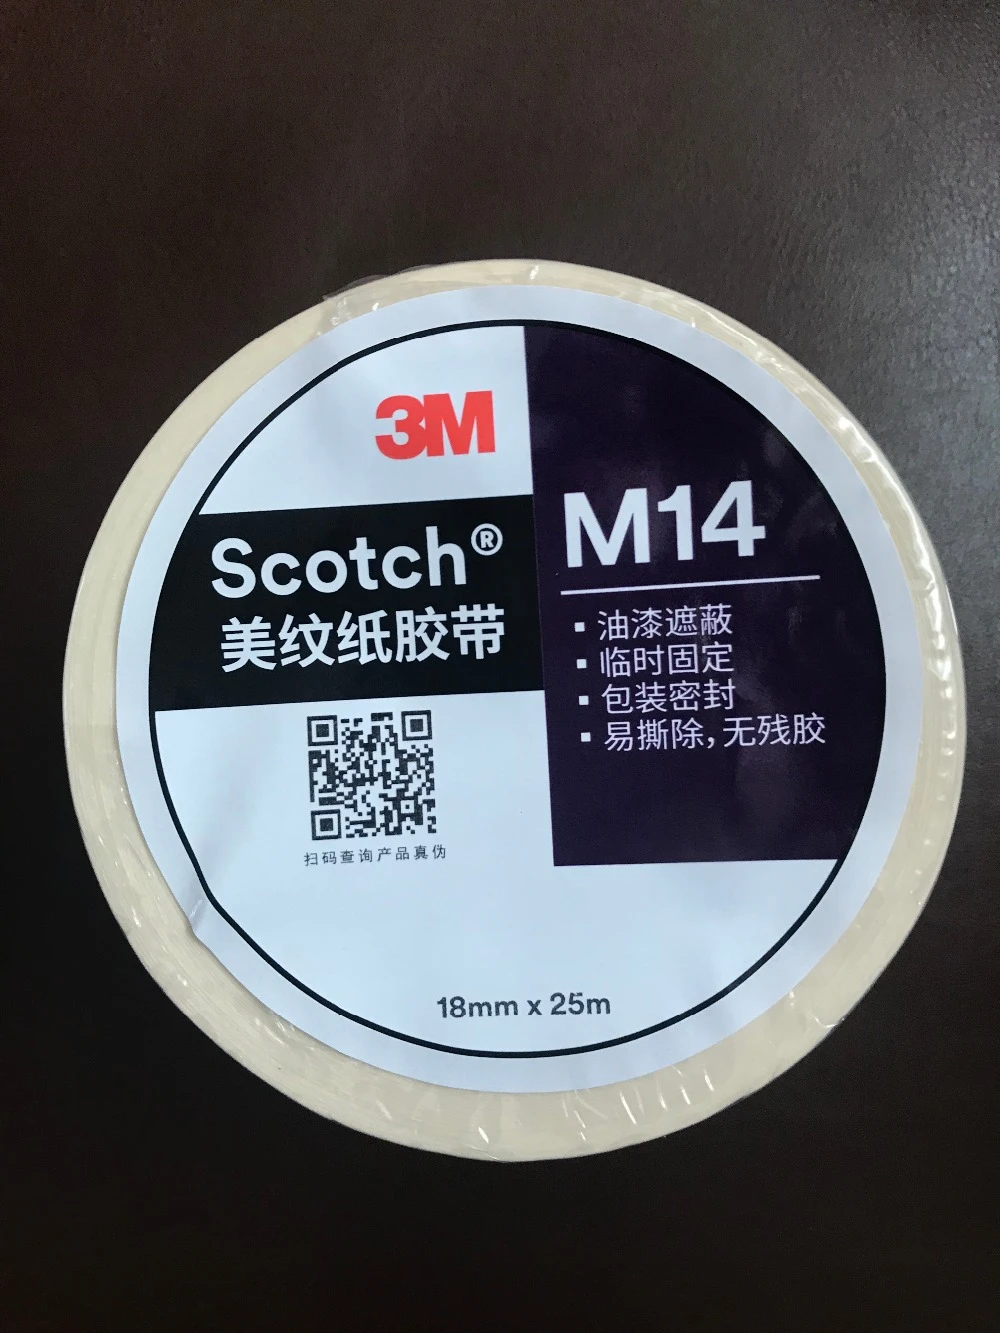 3M
Scotch®
美纹纸胶带
扫码查询产品真伪
M14
▪ 油漆遮蔽
▪ 临时固定
▪ 包装密封
▪ 易撕除，无残胶
18mm x 25m